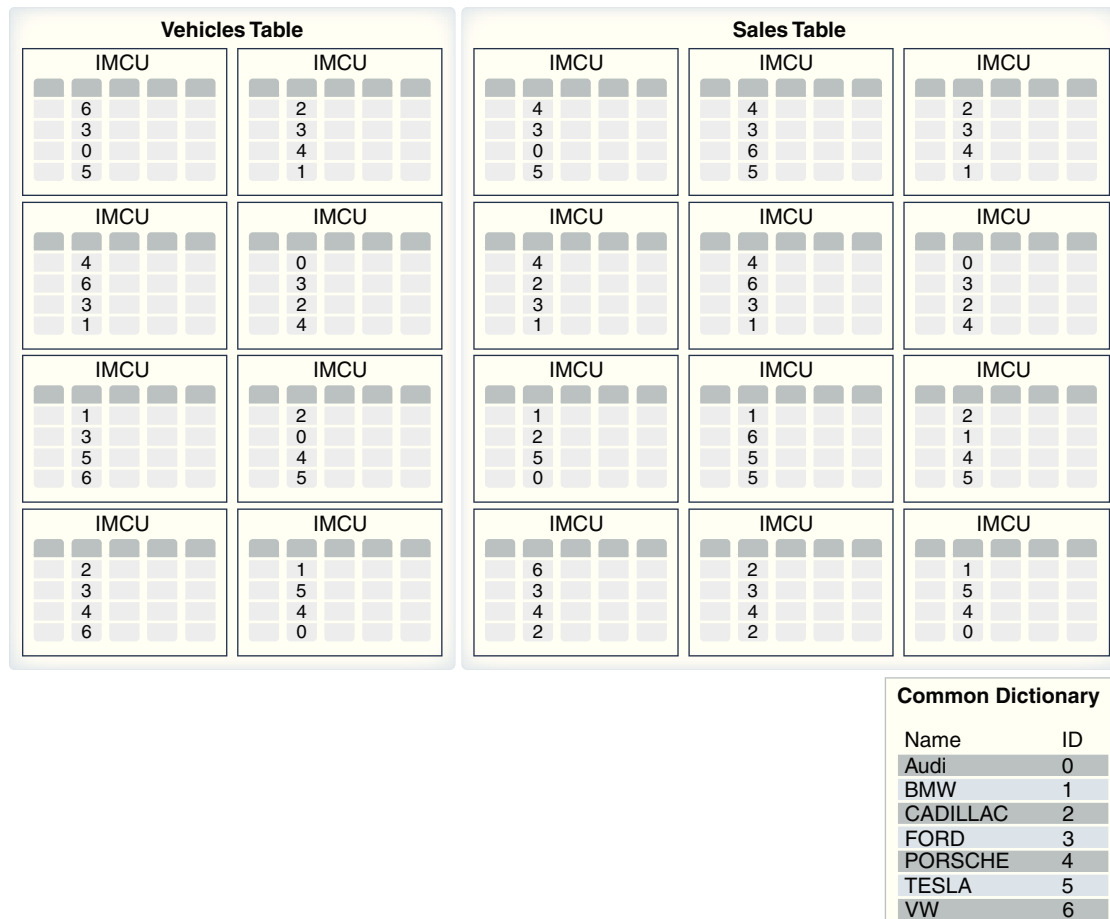 Vehicles Table
IMCU IMCU
6 2
3 3
0 4
5 1
IMCU IMCU
4 0
6 3
3 2
1 4
IMCU IMCU
1 2
3 0
5 4
6 5
IMCU IMCU
2 1
3 5
4 4
6 0
Sales Table
IMCU IMCU IMCU
4 4 2
3 3 3
0 6 4
5 5 1
IMCU IMCU IMCU
4 4 0
2 6 3
3 3 2
1 1 4
IMCU IMCU IMCU
1 1 2
2 6 1
5 5 4
0 5 5
IMCU IMCU IMCU
6 2 1
3 3 5
4 4 4
2 2 0
Common Dictionary
Name ID
Audi 0
BMW 1
CADILLAC 2
FORD 3
PORSCHE 4
TESLA 5
VW 6